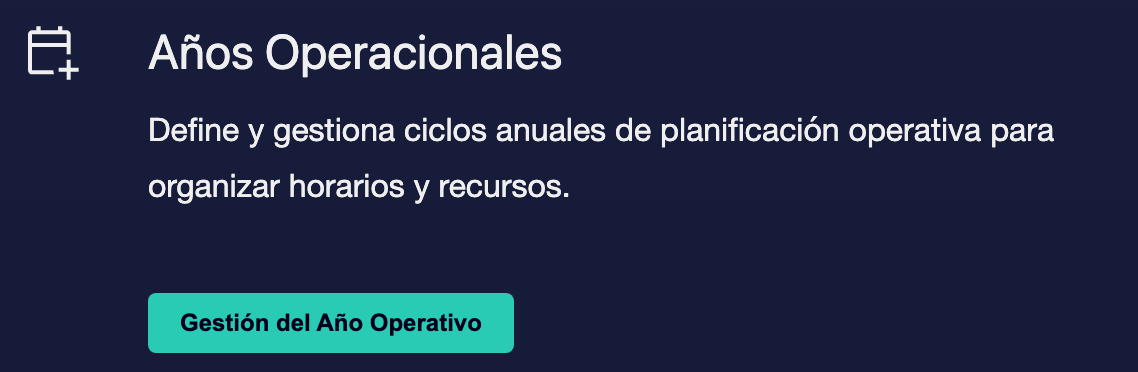 Años Operacionales
Define y gestiona ciclos anuales de planificación operativa para
organizar horarios y recursos.
Gestión del Año Operativo